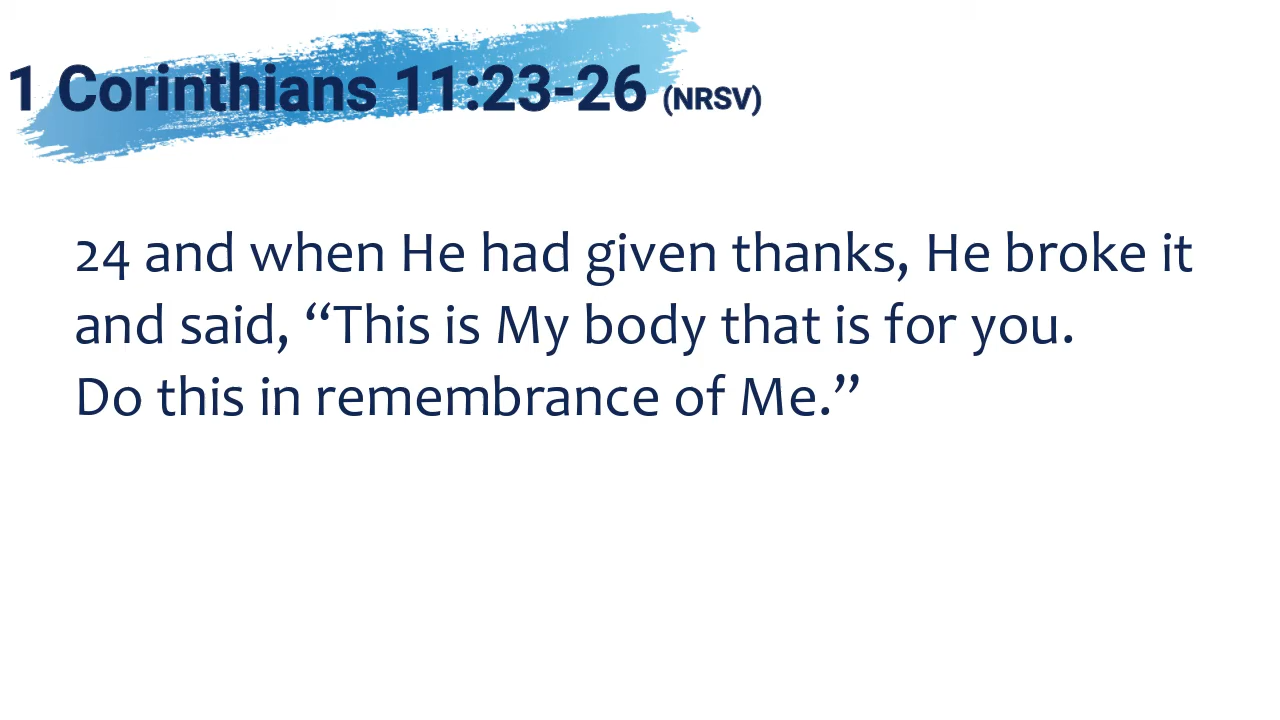 1 Corinthians 11:23-26 (NRSV)
24 and when He had given thanks, He broke it
and said, “This is My body that is for you.
Do this in remembrance of Me.”